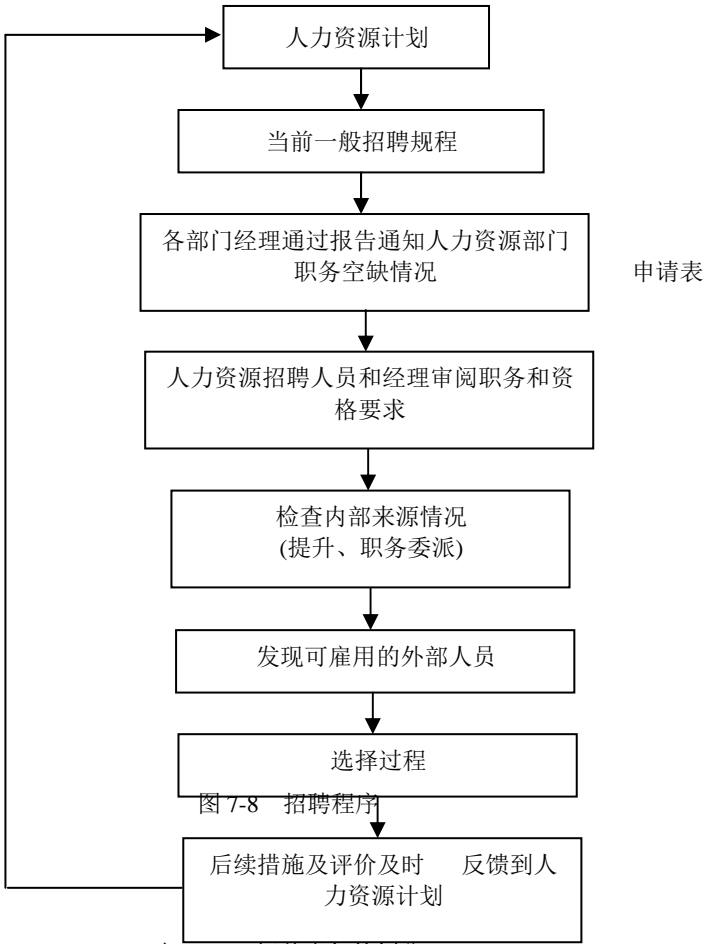 人力资源计划
当前一般招聘规程
各部门经理通过报告通知人力资源部门
职务空缺情况
申请表
人力资源招聘人员和经理审阅职务和资
格要求
检查内部来源情况
(提升、职务委派)
发现可雇用的外部人员
选择过程
图 7-8 招聘程序
后续措施及评价及时 反馈到人
力资源计划